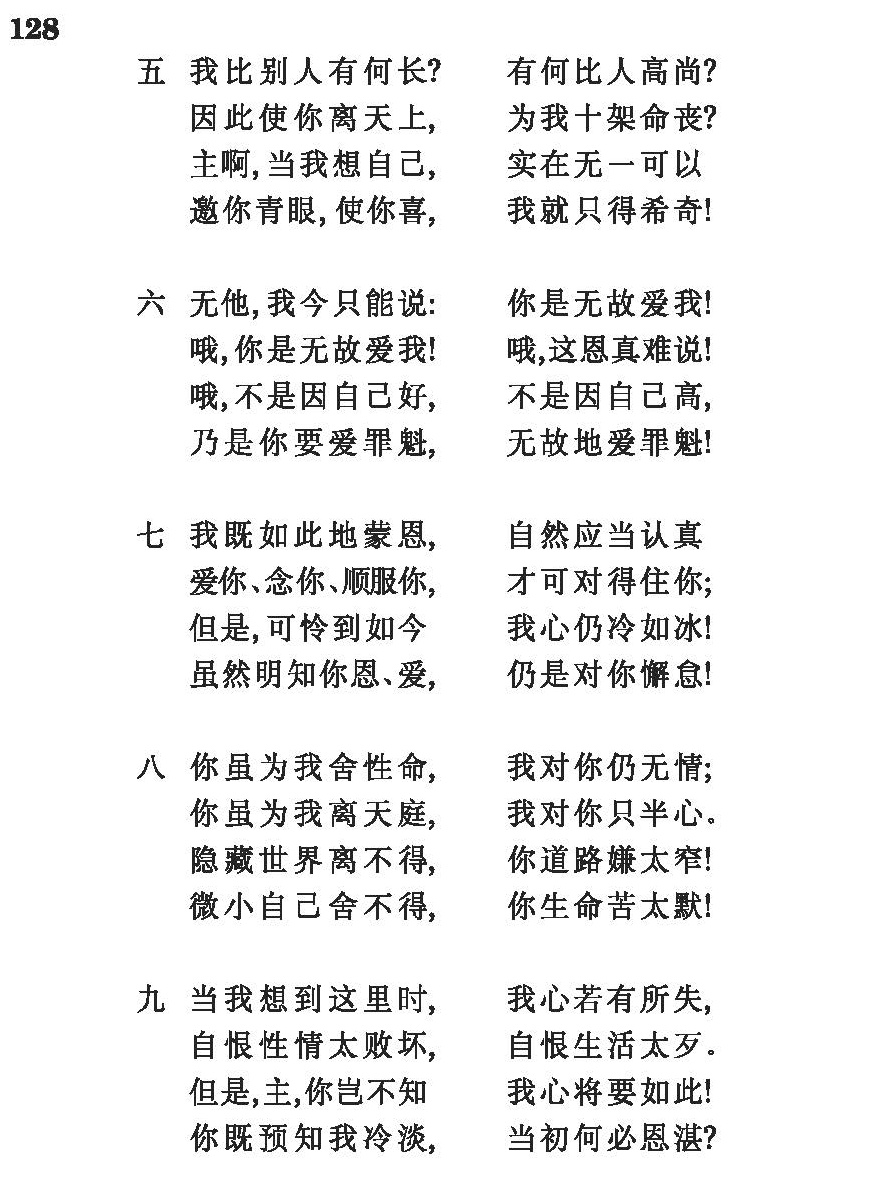 128
五 我比别人有何长? 有何比人高尚?
因此使你离天上, 为我十架命丧?
主啊,当我想自己, 实在无一可以
邀你青眼,使你喜, 我就只得希奇!
六 无他,我今只能说: 你是无故爱我!
哦,你是无故爱我! 哦,这恩真难说!
哦,不是因自己好, 不是因自己高,
乃是你要爱罪魁, 无故地爱罪魁!
七 我既如此地蒙恩, 自然应当认真
爱你、念你、顺服你, 才可对得住你;
但是,可怜到如今 我心仍冷如冰!
虽然明知你恩、爱, 仍是对你懈怠!
八 你虽为我舍性命, 我对你仍无情;
你虽为我离天庭, 我对你只半心。
隐藏世界离不得, 你道路嫌太窄!
微小自己舍不得, 你生命苦太默!
九 当我想到这里时, 我心若有所失,
自恨性情太败坏, 自恨生活太歹。
但是,主,你岂不知 我心将要如此!
你既预知我冷淡, 当初何必恩湛?